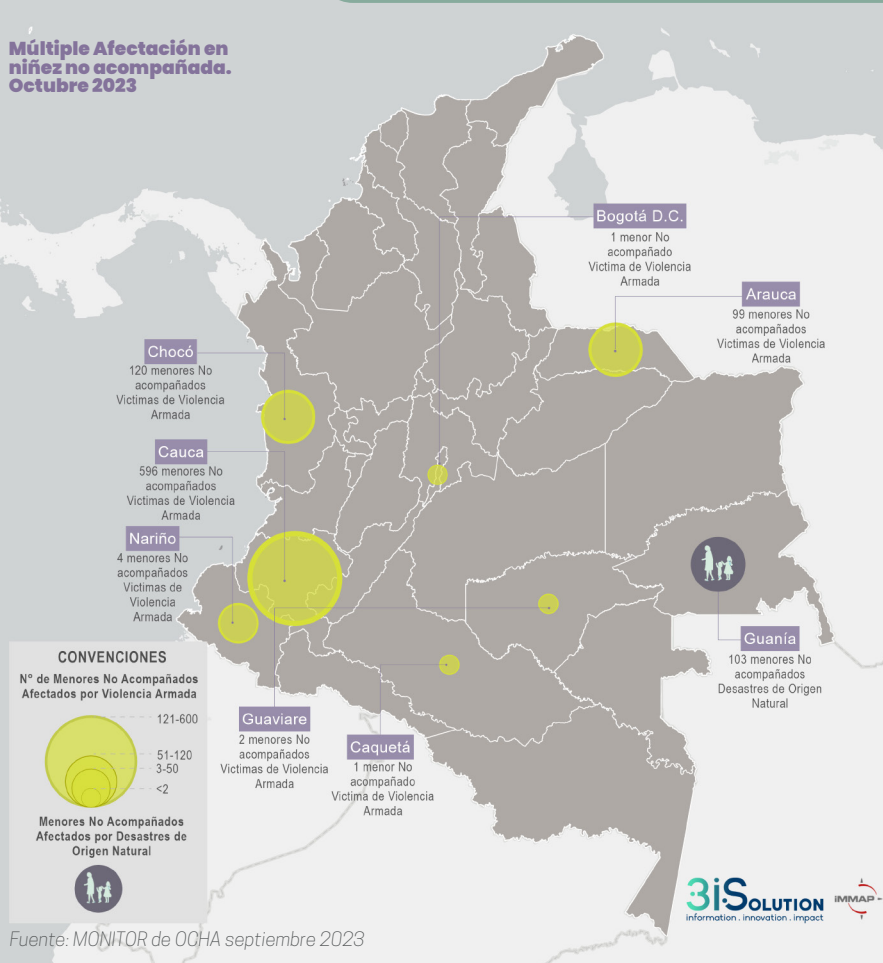 Múltiple Afectación en
niñez no acompañada.
Octubre 2023
Bogotá D.C.
1 menor No
acompañado
Victima de Violencia
Armada
Arauca
99 menores No
acompañados
Victimas de Violencia
Armada
Chocó
120 menores No
acompañados
Victimas de Violencia
Armada
Cauca
596 menores No
acompañados
Victimas de Violencia
Armada
Nariño
4 menores No
acompañados
Victimas de
Violencia
Armada
Guanía
103 menores No
acompañados
Desastres de Origen
Natural
Guaviare
2 menores No
acompañados
Victimas de Violencia
Armada
Caquetá
1 menor No
acompañado
Victima de Violencia
Armada
CONVENCIONES
N° de Menores No Acompañados
Afectados por Violencia Armada
121-600
51-120
3-50
<2
Menores No Acompañados
Afectados por Desastres de
Origen Natural
3iSolution
information . innovation . impact
iMMAP
Fuente: MONITOR de OCHA septiembre 2023